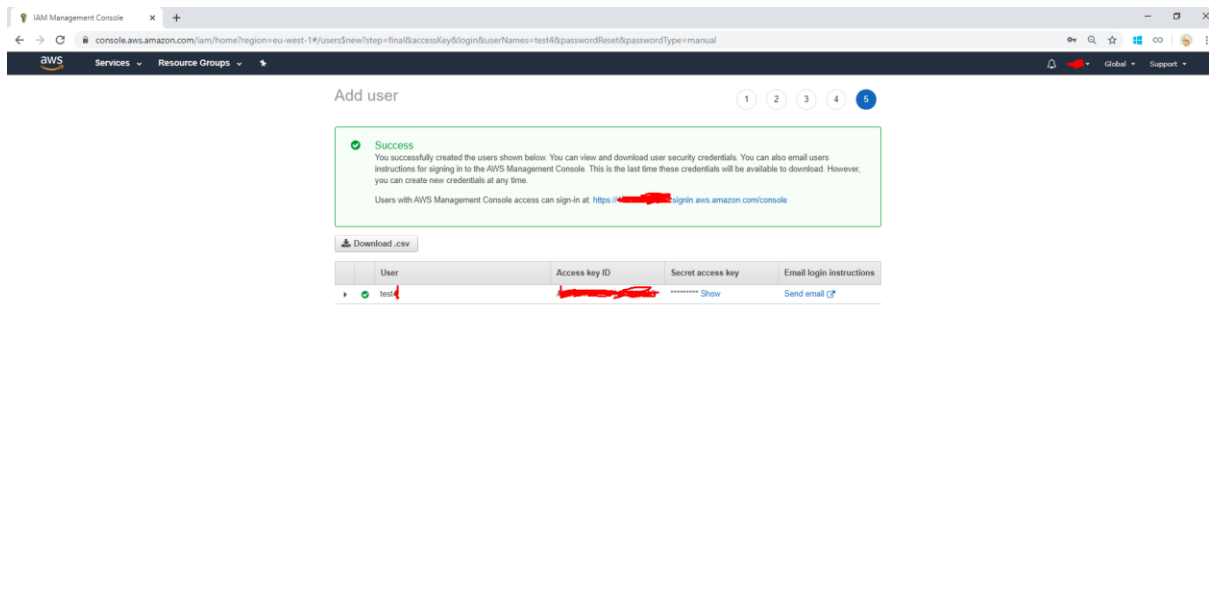 IAM Management Console
console.aws.amazon.com/iam/home?region=eu-west-1#/users$new?step=final&accessKey&login&userNames=test4&passwordReset&passwordType=manual
aws Services Resource Groups Global Support
Add user 1 2 3 4 5
Success
You successfully created the users shown below. You can view and download user security credentials. You can also email users
instructions for signing in to the AWS Management Console. This is the last time these credentials will be available to download. However,
you can create new credentials at any time.
Users with AWS Management Console access can sign-in at: https:// signin.aws.amazon.com/console
Download .csv
User Access key ID Secret access key Email login instructions
test ********* Show Send email